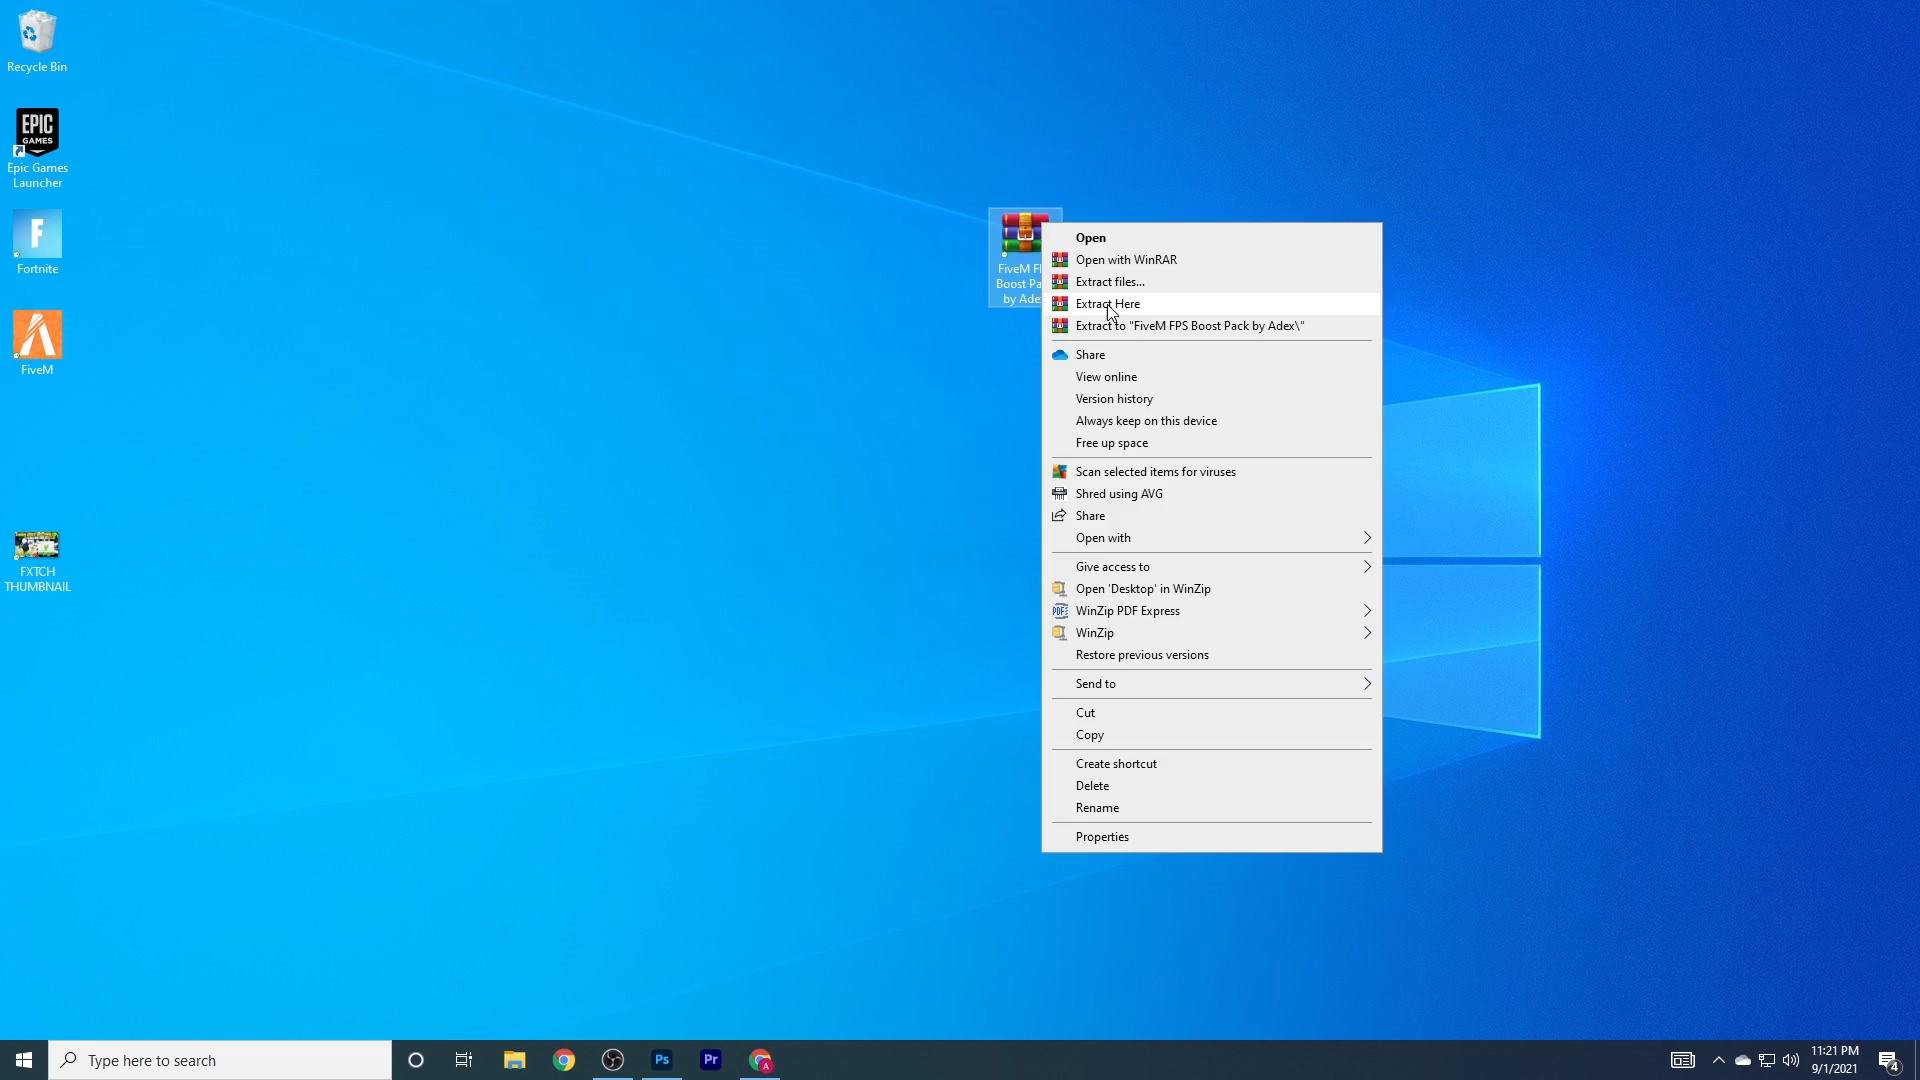 Recycle Bin
EPIC
GAMES
Epic Games
Launcher
F
Fortnite
FiveM
FXTCH
THUMBNAIL
FiveM F
Boost Pa
by Ade
Open
Open with WinRAR
Extract files...
Extract Here
Extract to "FiveM FPS Boost Pack by Adex\"
Share
View online
Version history
Always keep on this device
Free up space
Scan selected items for viruses
Shred using AVG
Share
Open with
Give access to
Open 'Desktop' in WinZip
PDF
WinZip PDF Express
WinZip
Restore previous versions
Send to
Cut
Copy
Create shortcut
Delete
Rename
Properties
Type here to search
Ps
Pr
A
11:21 PM
9/1/2021
4